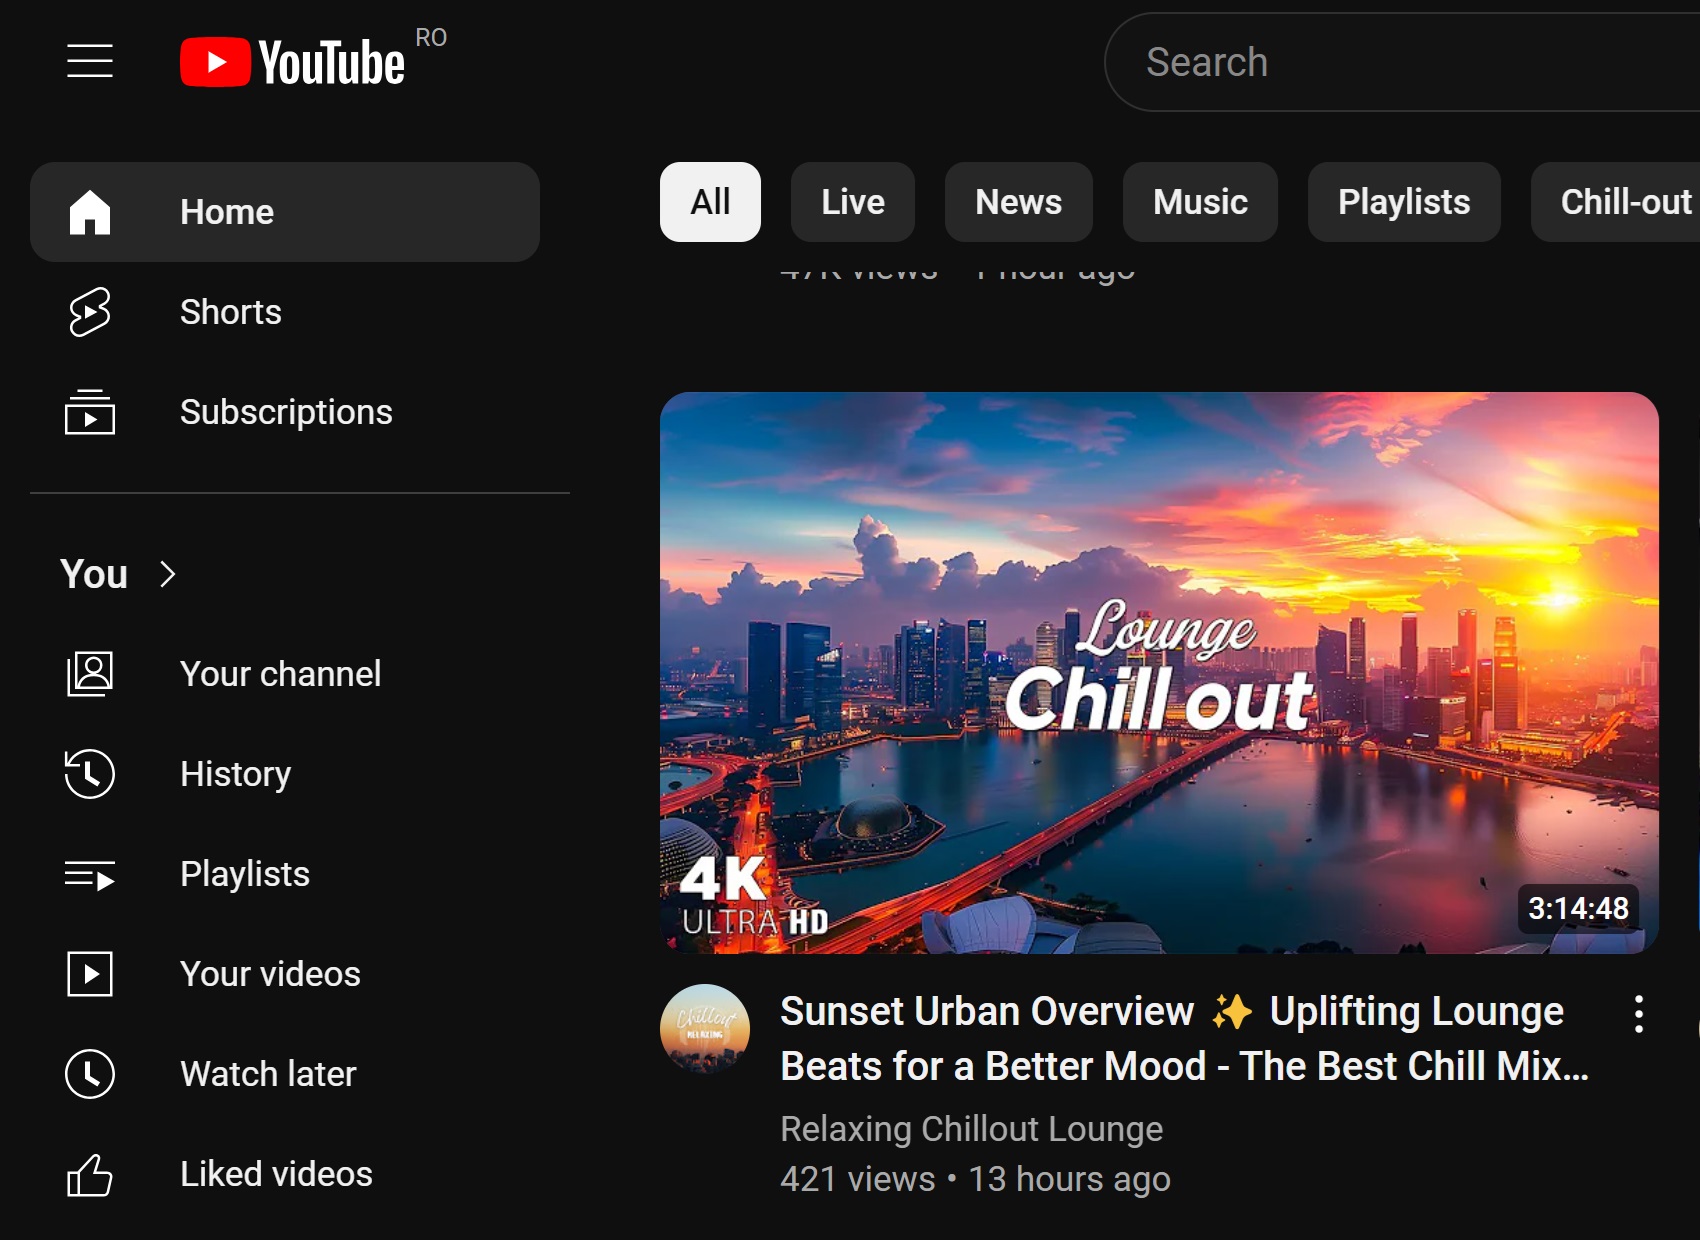 YouTube RO
Search
Home
Shorts
Subscriptions
You
Your channel
History
Playlists
Your videos
Watch later
Liked videos
All
Live
News
Music
Playlists
Chill-out
47K views 1 hour ago
Lounge
Chill out
4K
ULTRA HD
3:14:48
Chillout
RELAXING
Sunset Urban Overview ✨ Uplifting Lounge
Beats for a Better Mood - The Best Chill Mix...
Relaxing Chillout Lounge
421 views • 13 hours ago